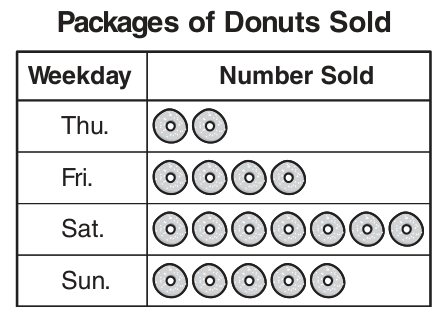 Packages of Donuts Sold
Weekday Number Sold
Thu.
Fri.
Sat.
Sun.